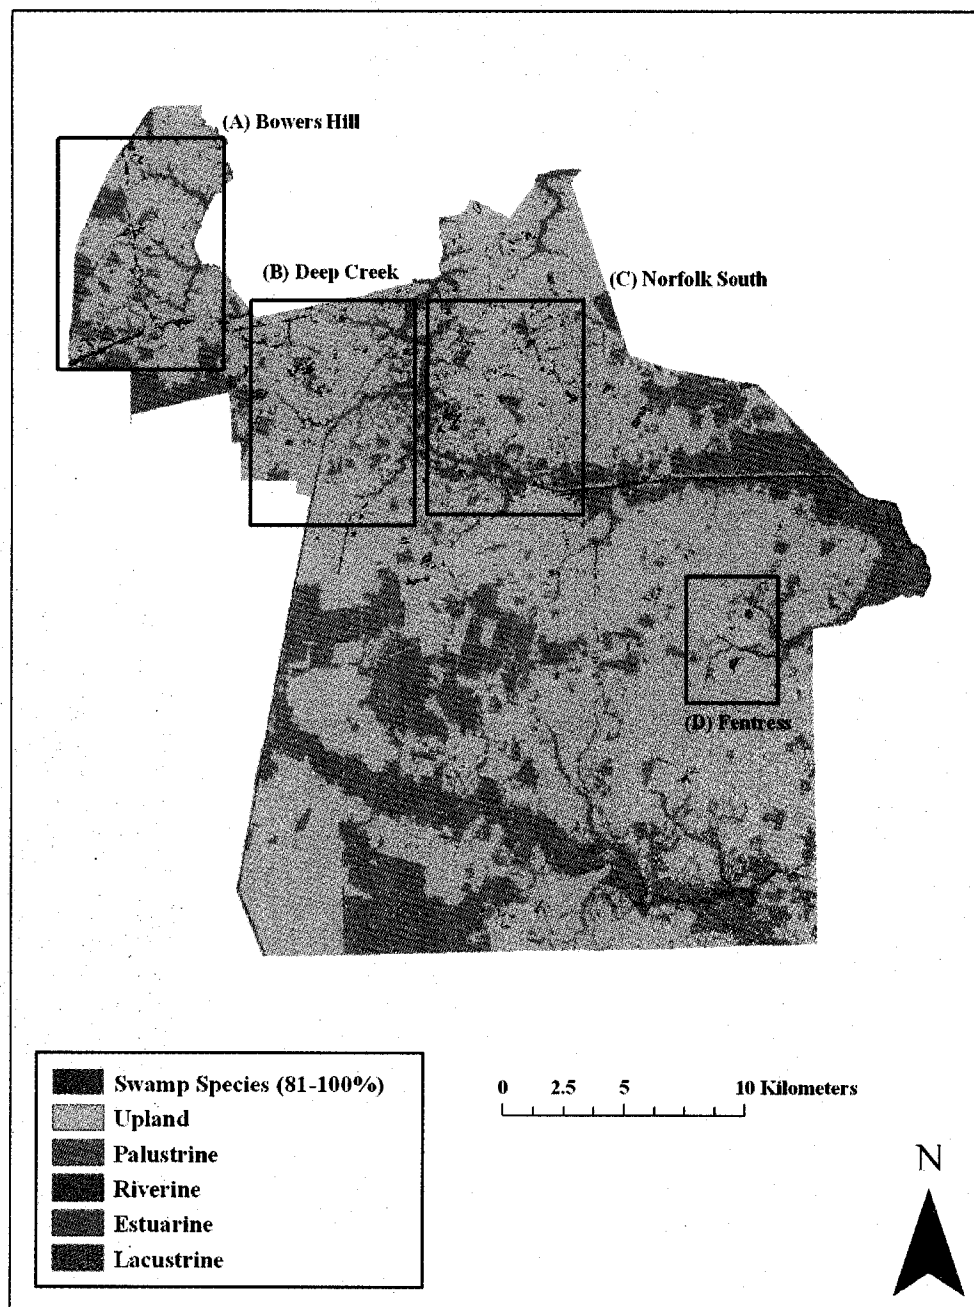 (A) Bowers Hill
(B) Deep Creek
(C) Norfolk South
(D) Fentress
Swamp Species (81-100%)
Upland
Palustrine
Riverine
Estuarine
Lacustrine
0 2.5 5 10 Kilometers
N